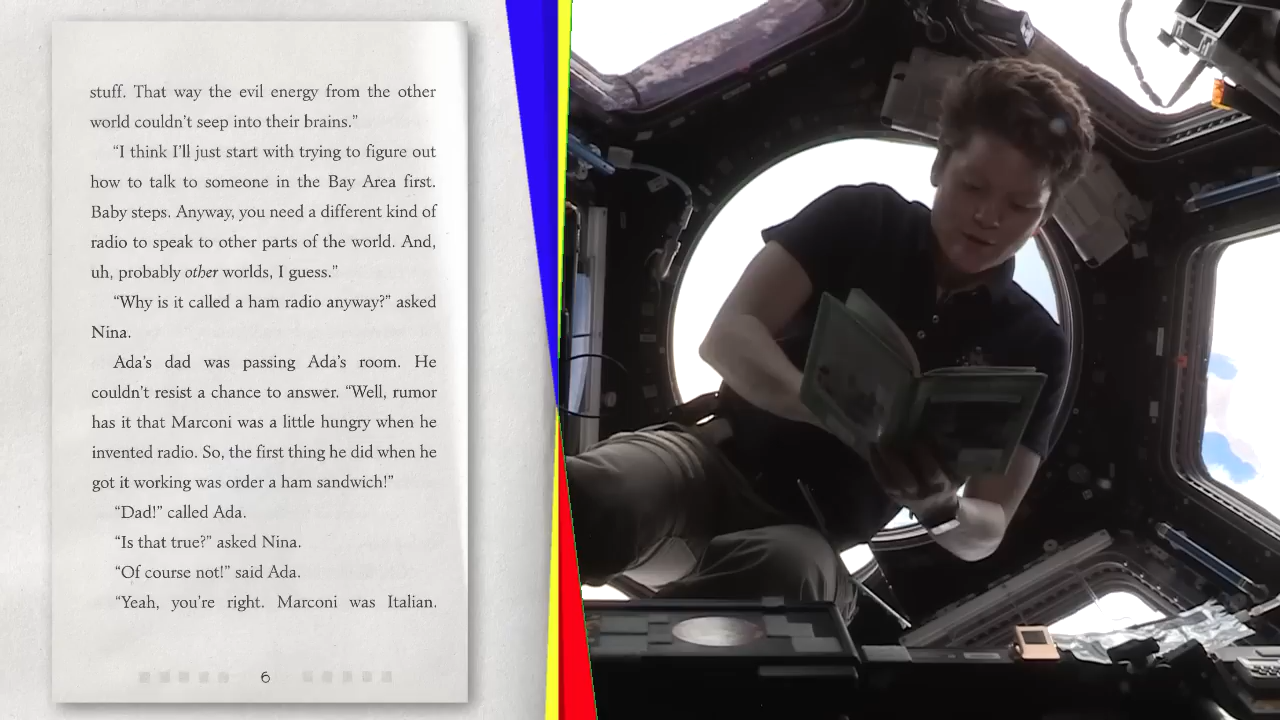 stuff. That way the evil energy from the other
world couldn't seep into their brains.”
“I think I'll just start with trying to figure out
how to talk to someone in the Bay Area first.
Baby steps. Anyway, you need a different kind of
radio to speak to other parts of the world. And,
uh, probably other worlds, I guess.”
“Why is it called a ham radio anyway?” asked
Nina.
Ada's dad was passing Ada's room. He
couldn't resist a chance to answer. “Well, rumor
has it that Marconi was a little hungry when he
invented radio. So, the first thing he did when he
got it working was order a ham sandwich!”
“Dad!” called Ada.
“Is that true?” asked Nina.
“Of course not!” said Ada.
“Yeah, you're right. Marconi was Italian.
6